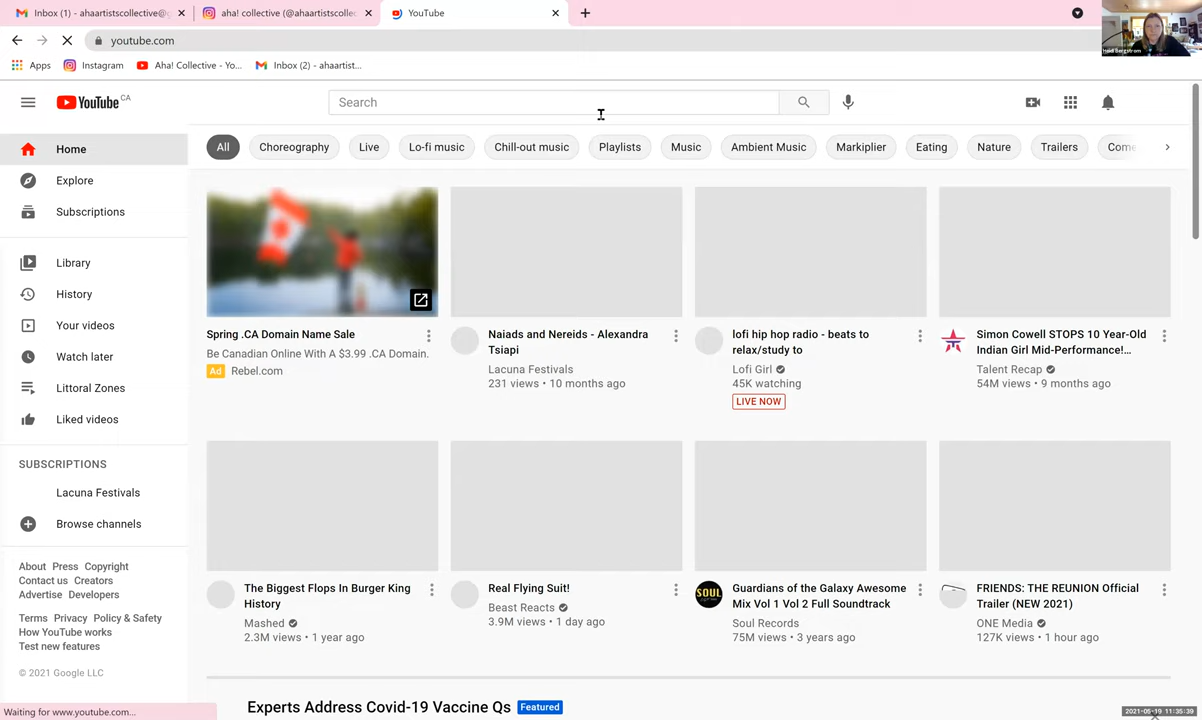 Inbox (1) - ahaartistscollective@g
aha! collective (@ahaartistscollec
YouTube
youtube.com
Apps
Instagram
Aha! Collective - Yo...
Inbox (2) - ahaartist...
Heidi Bergstrom
YouTube CA
Search
Home
Explore
Subscriptions
Library
History
Your videos
Watch later
Littoral Zones
Liked videos
SUBSCRIPTIONS
Lacuna Festivals
Browse channels
About Press Copyright
Contact us Creators
Advertise Developers
Terms Privacy Policy & Safety
How YouTube works
Test new features
© 2021 Google LLC
Waiting for www.youtube.com...
All
Choreography
Live
Lo-fi music
Chill-out music
Playlists
Music
Ambient Music
Markiplier
Eating
Nature
Trailers
Come
Spring .CA Domain Name Sale
Be Canadian Online With A $3.99 .CA Domain.
Ad Rebel.com
Naiads and Nereids - Alexandra
Tsiapi
Lacuna Festivals
231 views • 10 months ago
lofi hip hop radio - beats to
relax/study to
Lofi Girl
45K watching
LIVE NOW
Simon Cowell STOPS 10 Year-Old
Indian Girl Mid-Performance!...
Talent Recap
54M views • 9 months ago
The Biggest Flops In Burger King
History
Mashed
2.3M views • 1 year ago
Real Flying Suit!
Beast Reacts
3.9M views • 1 day ago
SOUL
Guardians of the Galaxy Awesome
Mix Vol 1 Vol 2 Full Soundtrack
Soul Records
75M views • 3 years ago
FRIENDS: THE REUNION Official
Trailer (NEW 2021)
ONE Media
127K views • 1 hour ago
Experts Address Covid-19 Vaccine Qs
Featured
2021-05-19 11:35:39